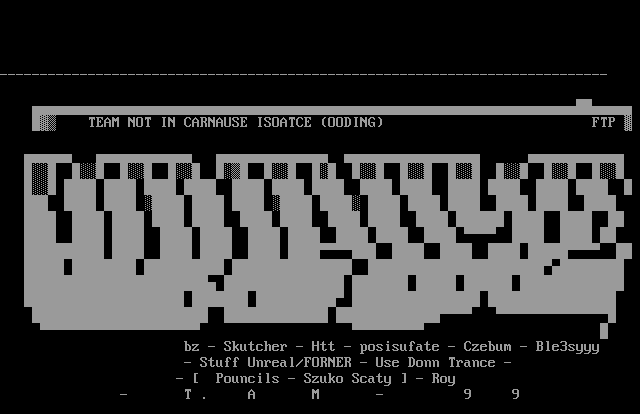 TEAM NOT IN CARNAUSE ISOATCE (OODING) FTP
bz - Skutcher - Htt - posisufate - Czebum - Ble3syyy
- Stuff Unreal/FORNER - Use Donn Trance -
- [ Pouncils - Szuko Scaty ] - Roy
- T . A M - 9 9